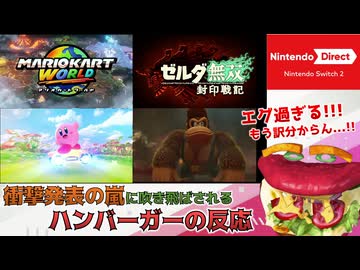 MARIOKART
WORLD
ゼルダ無双
封印戦記
Nintendo Direct
Nintendo Switch 2
エグ過ぎる!!!
もう訳分からん...!!
衝撃発表の嵐に吹き飛ばされる
ハンバーガーの反応